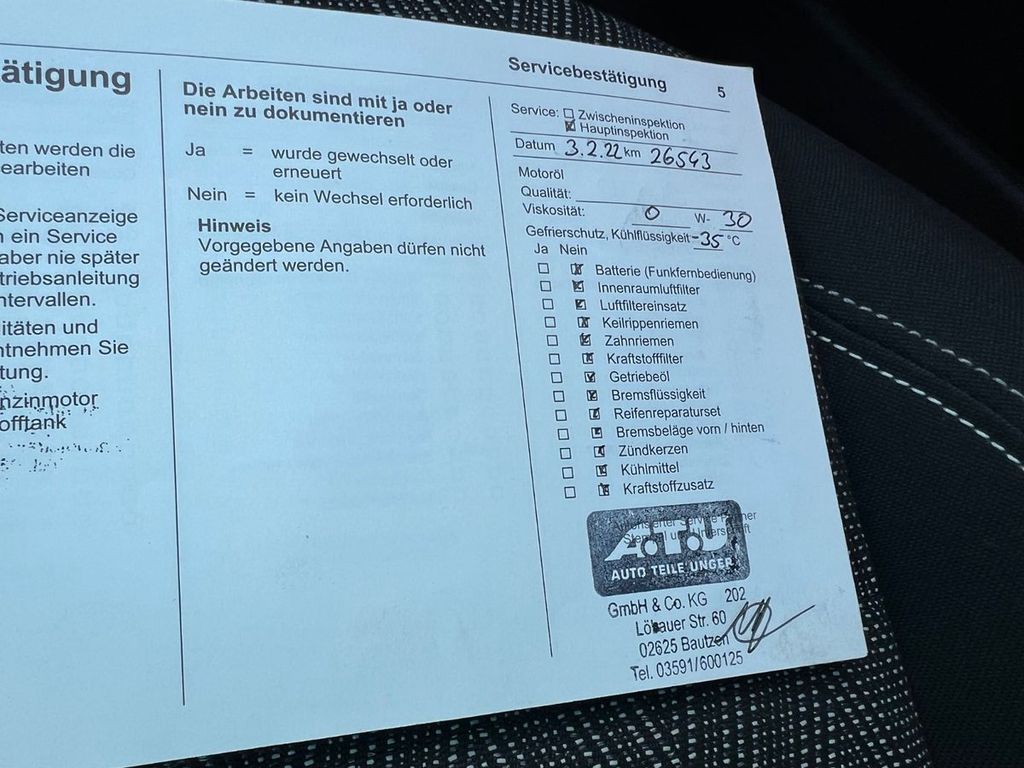 ätigung
ten werden die
earbeiten
Serviceanzeige
n ein Service
aber nie später
triebsanleitung
ntervallen.
litäten und
ntnehmen Sie
tung.
nzinmotor
offtank
Die Arbeiten sind mit ja oder
nein zu dokumentieren
Ja = wurde gewechselt oder
erneuert
Nein = kein Wechsel erforderlich
Hinweis
Vorgegebene Angaben dürfen nicht
geändert werden.
Servicebestätigung 5
Service: Zwischeninspektion
Hauptinspektion
Datum 3.2.22 km 26543
Motoröl
Qualität:
Viskosität: 0 W- 30
Gefrierschutz, Kühlflüssigkeit -35 °C
Ja Nein
Batterie (Funkfernbedienung)
Innenraumluftfilter
Luftfiltereinsatz
Keilrippenriemen
Zahnriemen
Kraftstofffilter
Getriebeöl
Bremsflüssigkeit
Reifenreparaturset
Bremsbeläge vorn / hinten
Zündkerzen
Kühlmittel
Kraftstoffzusatz
A.T.U
AUTO TEILE UNGER
GmbH & Co. KG 202
Löbauer Str. 60
02625 Bautzen
Tel. 03591/600125